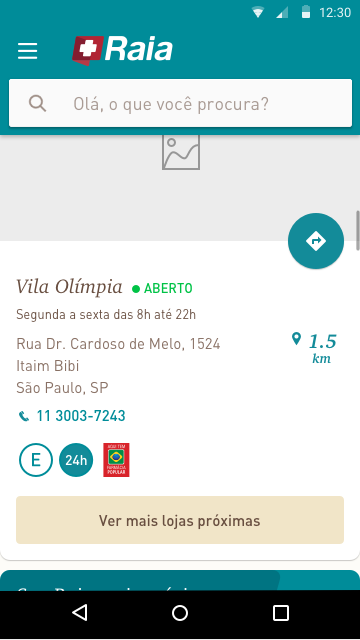 12:30
Raia
Olá, o que você procura?
Vila Olímpia ABERTO
Segunda a sexta das 8h até 22h
Rua Dr. Cardoso de Melo, 1524
Itaim Bibi
São Paulo, SP
1.5
km
11 3003-7243
E 24h
AQUI TEM
FARMÁCIA
POPULAR
Ver mais lojas próximas